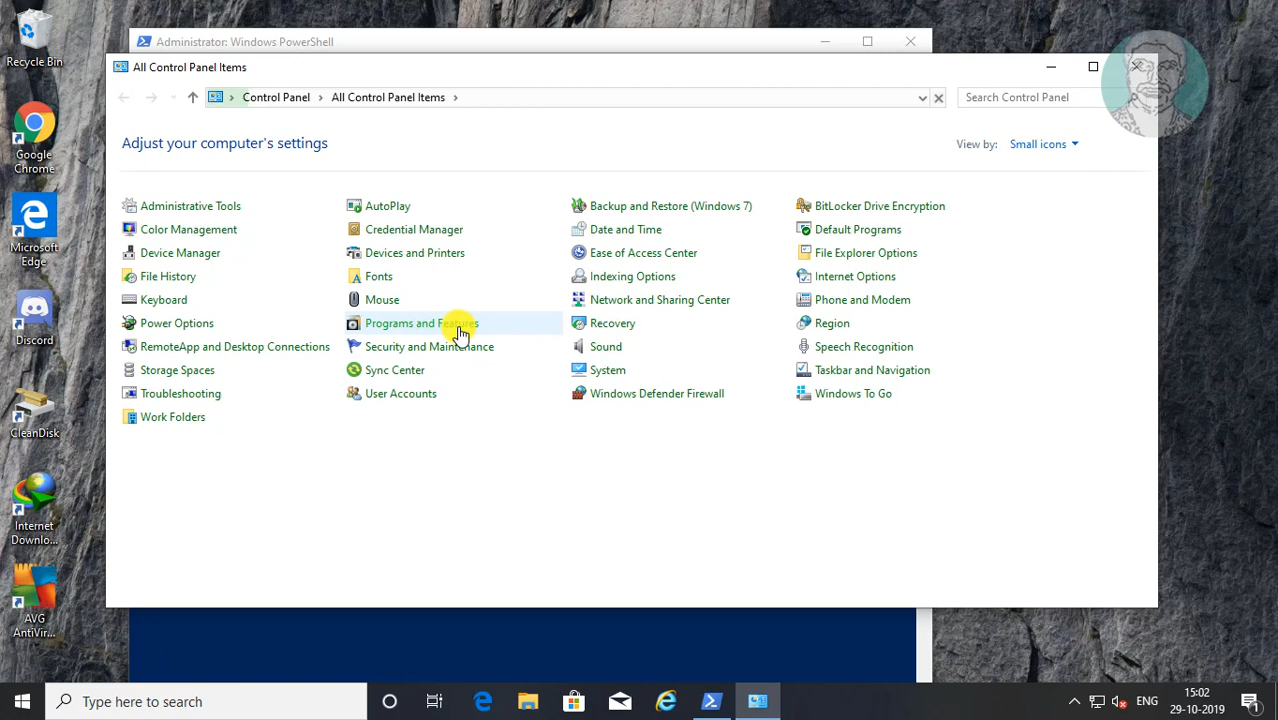 Recycle Bin
Google Chrome
Microsoft Edge
Discord
CleanDisk
Internet Downlo...
AVG AntiVir...
Administrator: Windows PowerShell
All Control Panel Items
Control Panel > All Control Panel Items >
Search Control Panel
Adjust your computer's settings
View by: Small icons
Administrative Tools
AutoPlay
Backup and Restore (Windows 7)
BitLocker Drive Encryption
Color Management
Credential Manager
Date and Time
Default Programs
Device Manager
Devices and Printers
Ease of Access Center
File Explorer Options
File History
Fonts
Indexing Options
Internet Options
Keyboard
Mouse
Network and Sharing Center
Phone and Modem
Power Options
Programs and Features
Recovery
Region
RemoteApp and Desktop Connections
Security and Maintenance
Sound
Speech Recognition
Storage Spaces
Sync Center
System
Taskbar and Navigation
Troubleshooting
User Accounts
Windows Defender Firewall
Windows To Go
Work Folders
Type here to search
ENG
15:02
29-10-2019
1